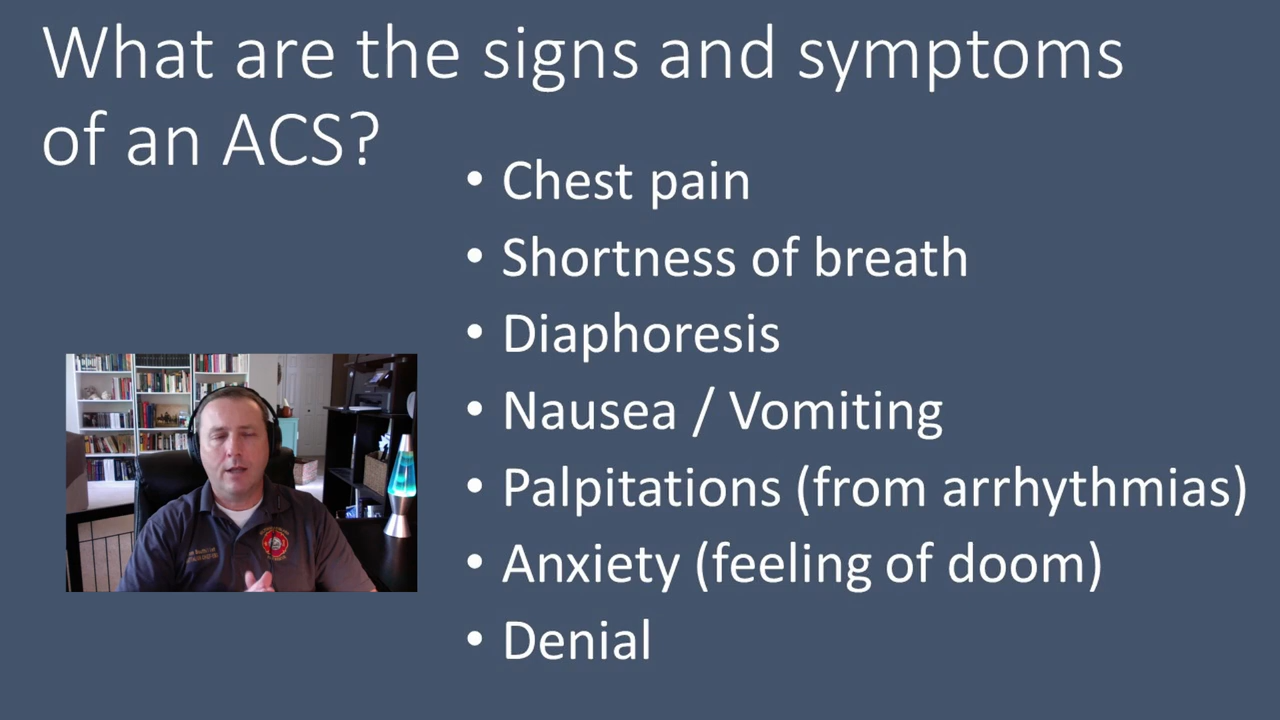 What are the signs and symptoms
of an ACS?
• Chest pain
• Shortness of breath
• Diaphoresis
• Nausea / Vomiting
• Palpitations (from arrhythmias)
• Anxiety (feeling of doom)
• Denial